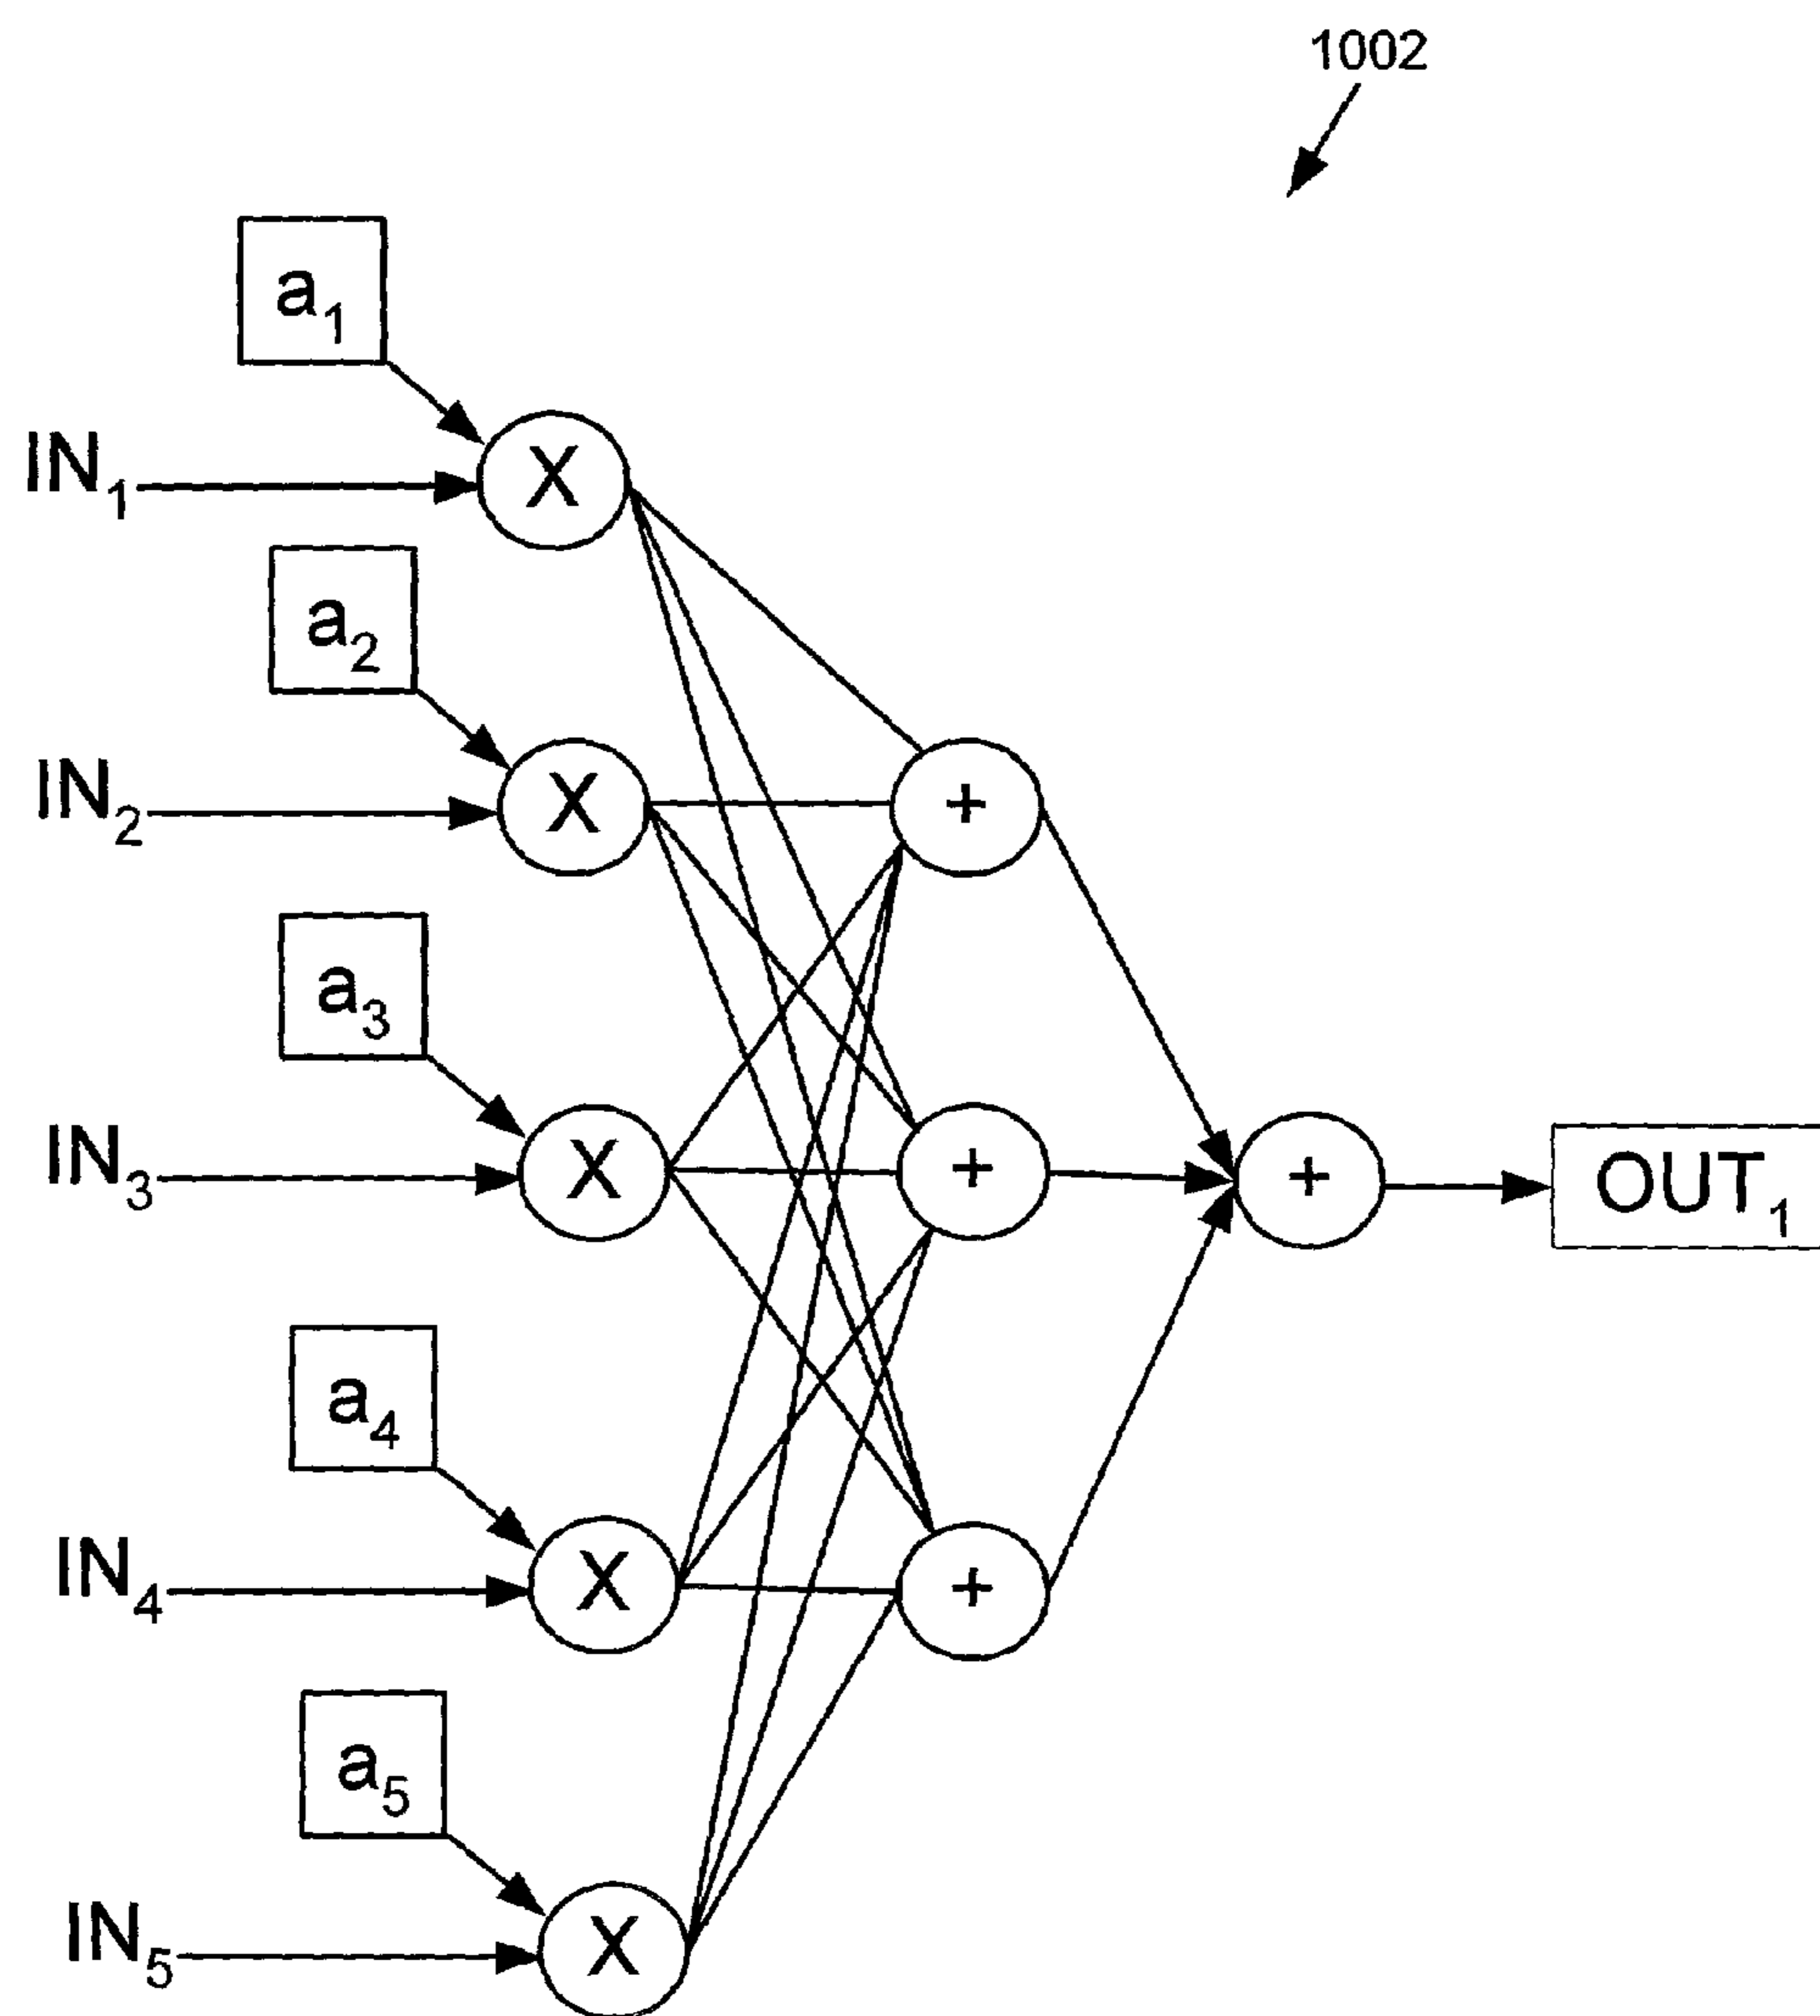 1002
a1
IN1
X
a2
IN2
X
+
a3
IN3
X
+
+
OUT1
a4
IN4
X
+
a5
IN5
X